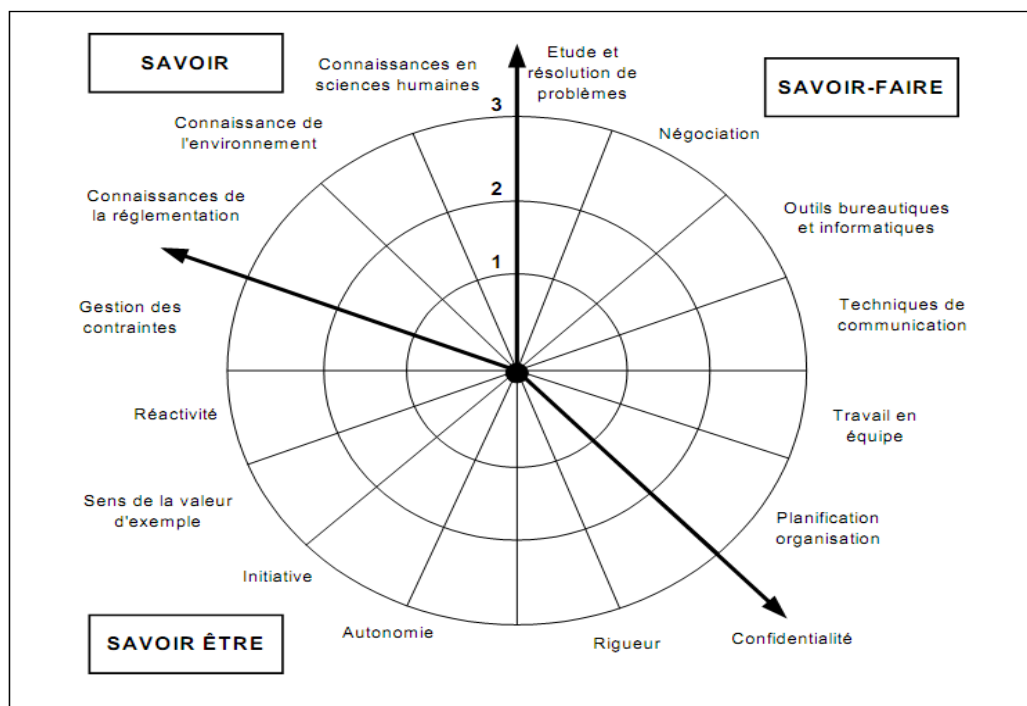 SAVOIR
Connaissances en
sciences humaines
Etude et
résolution de
problèmes
SAVOIR-FAIRE
3
Connaissance de
l'environnement
Négociation
Connaissances de
la réglementation
2
Outils bureautiques
et informatiques
1
Gestion des
contraintes
Techniques de
communication
Réactivité
Travail en
équipe
Sens de la valeur
d'exemple
Planification
organisation
Initiative
Autonomie
Rigueur
Confidentialité
SAVOIR ÊTRE